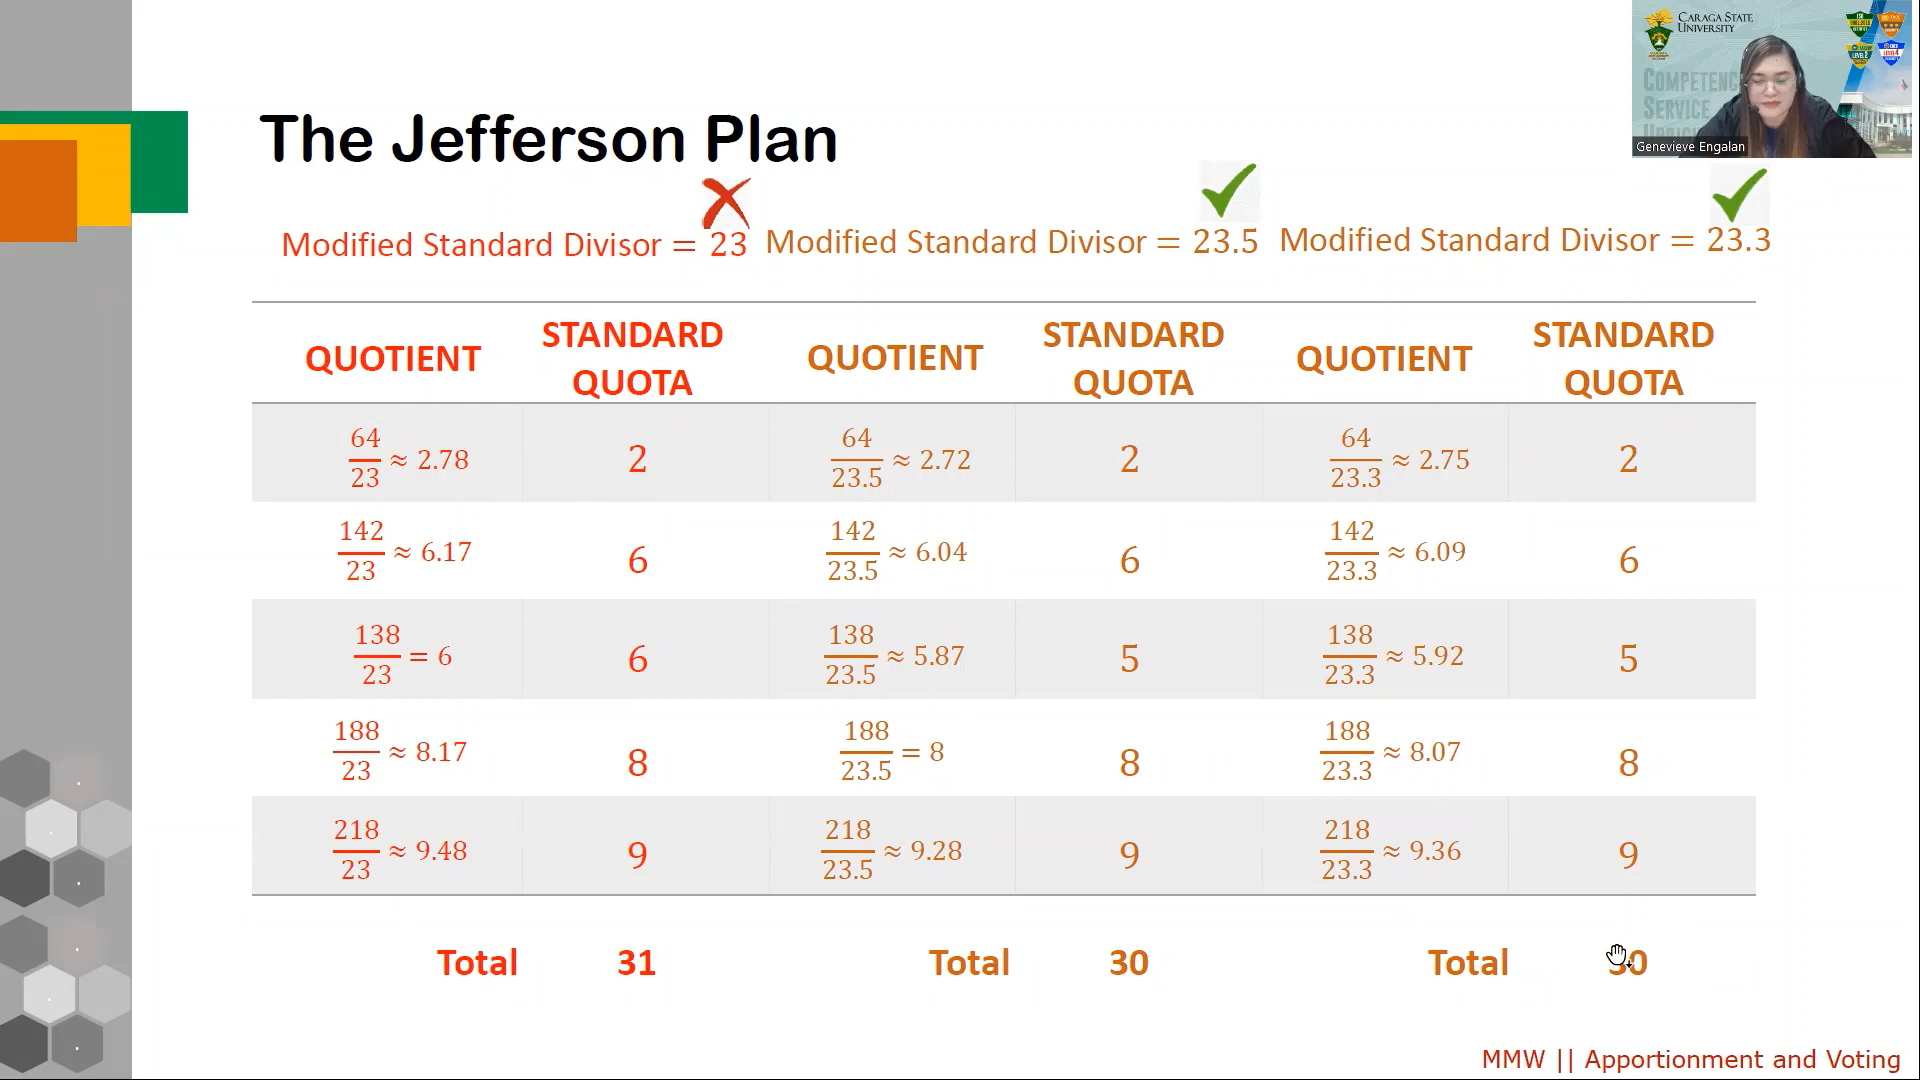 CARAGA STATE
UNIVERSITY
COMPETENC
SERVICE
Genevieve Engalan
The Jefferson Plan
Modified Standard Divisor = 23
Modified Standard Divisor = 23.5
Modified Standard Divisor = 23.3
QUOTIENT STANDARD QUOTA QUOTIENT STANDARD QUOTA QUOTIENT STANDARD QUOTA
64/23 ≈ 2.78 2 64/23.5 ≈ 2.72 2 64/23.3 ≈ 2.75 2
142/23 ≈ 6.17 6 142/23.5 ≈ 6.04 6 142/23.3 ≈ 6.09 6
138/23 = 6 6 138/23.5 ≈ 5.87 5 138/23.3 ≈ 5.92 5
188/23 ≈ 8.17 8 188/23.5 = 8 8 188/23.3 ≈ 8.07 8
218/23 ≈ 9.48 9 218/23.5 ≈ 9.28 9 218/23.3 ≈ 9.36 9
Total 31 Total 30 Total 30
MMW || Apportionment and Voting